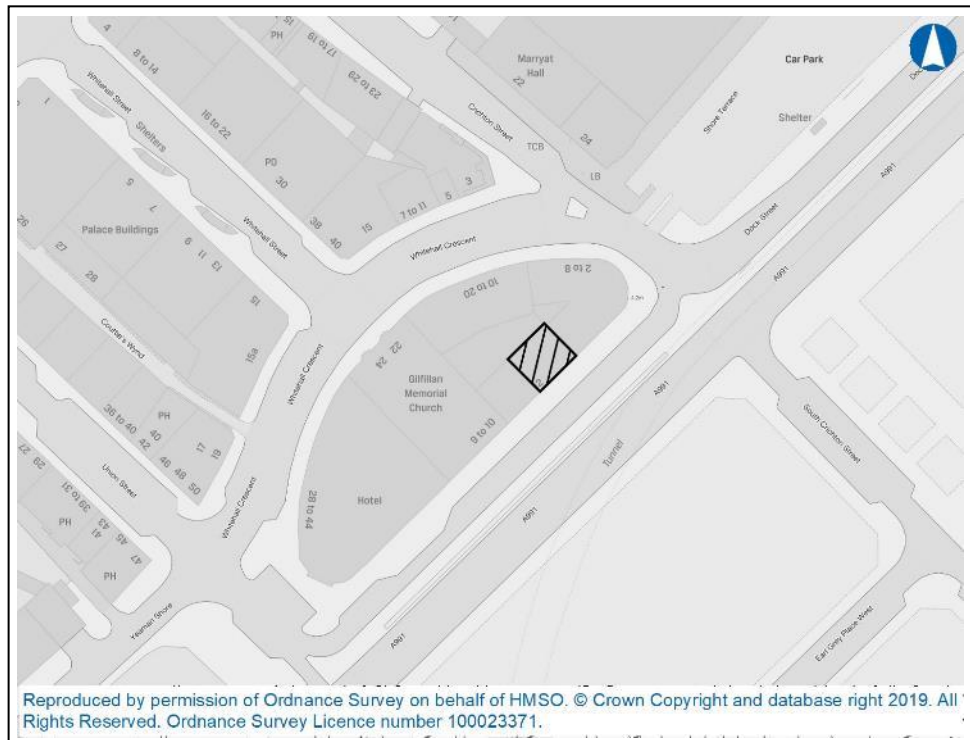 PH
15
17 to 19
23 to 29
Marryat
Hall
22
Car Park
Dock
4
8 to 14
Whitehall Street
1
Shelters
16 to 22
Crichton Street
Shore Terrace
Shelter
TCB
24
A991
PO
30
LB
5
7
3
5
7 to 11
38
40
Whitehall Street
Dock Street
Palace Buildings
9
11
13
Whitehall Crescent
27
28
15
2 to 8
A991
10 to 20
Coutte's Wynd
15a
22
24
Whitehall Crescent
Gilfillan
Memorial
Church
A991
PH
36 to 40
42
40
46
48
50
17
19
9 to 10
South Crichton Street
Tunnel
27
29
Union Street
39 to 31
Hotel
28 to 44
Whitehall Crescent
A991
PH
41
43
45
47
PH
Yeaman Shore
A991
Earl Grey Place West
Reproduced by permission of Ordnance Survey on behalf of HMSO. © Crown Copyright and database right 2019. All
Rights Reserved. Ordnance Survey Licence number 100023371.